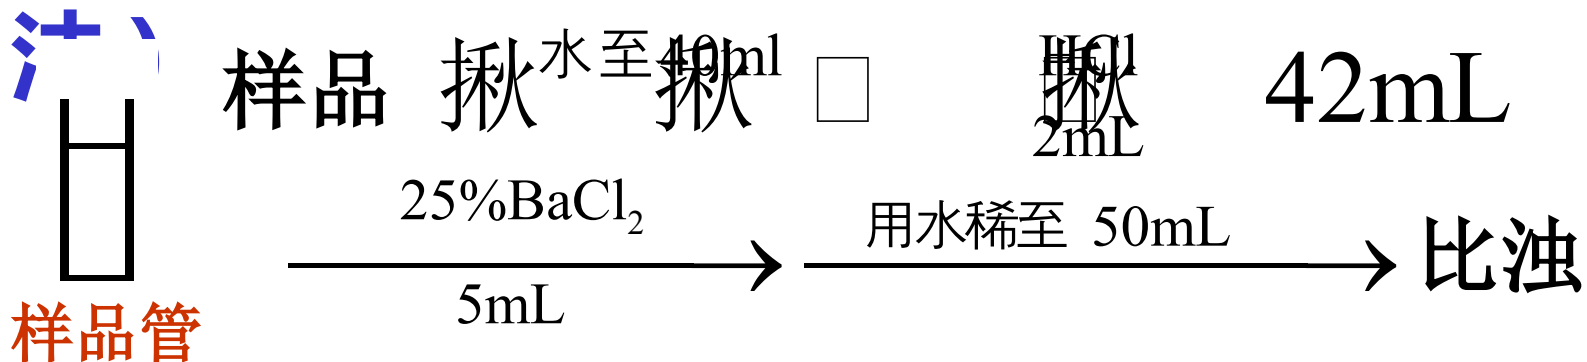 水至40ml
HCl
样品 揪 揪 □ 揪 42mL
2mL
25%BaCl₂
用水稀至 50mL
比浊
5mL
样品管